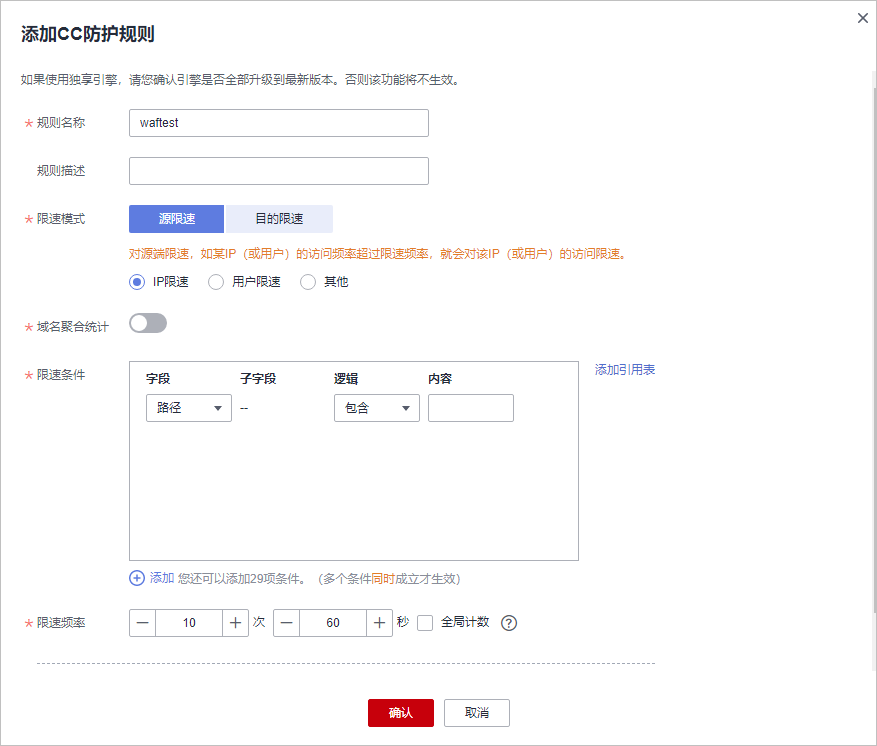 添加CC防护规则
如果使用独享引擎，请您确认引擎是否全部升级到最新版本。否则该功能将不生效。
* 规则名称 waftest
规则描述
* 限速模式 源限速 目的限速
对源端限速，如某IP（或用户）的访问频率超过限速频率，就会对该IP（或用户）的访问限速。
IP限速 用户限速 其他
* 域名聚合统计
* 限速条件 添加引用表
字段 子字段 逻辑 内容
路径 -- 包含
添加 您还可以添加29项条件。（多个条件同时成立才生效）
* 限速频率 10 次 60 秒 全局计数
确认 取消